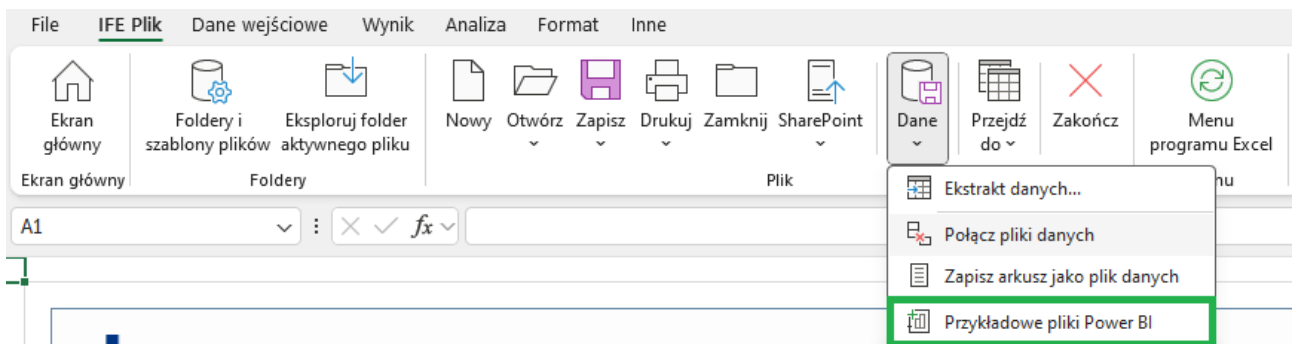 File IFE Plik Dane wejściowe Wynik Analiza Format Inne
Ekran główny
Foldery i szablony plików
Eksploruj folder aktywnego pliku
Nowy
Otwórz
Zapisz
Drukuj
Zamknij
SharePoint
Dane
Przejdź do
Zakończ
Menu programu Excel
Ekran główny
Foldery
Plik
nu
Ekstrakt danych...
Połącz pliki danych
Zapisz arkusz jako plik danych
Przykładowe pliki Power BI
A1
fx